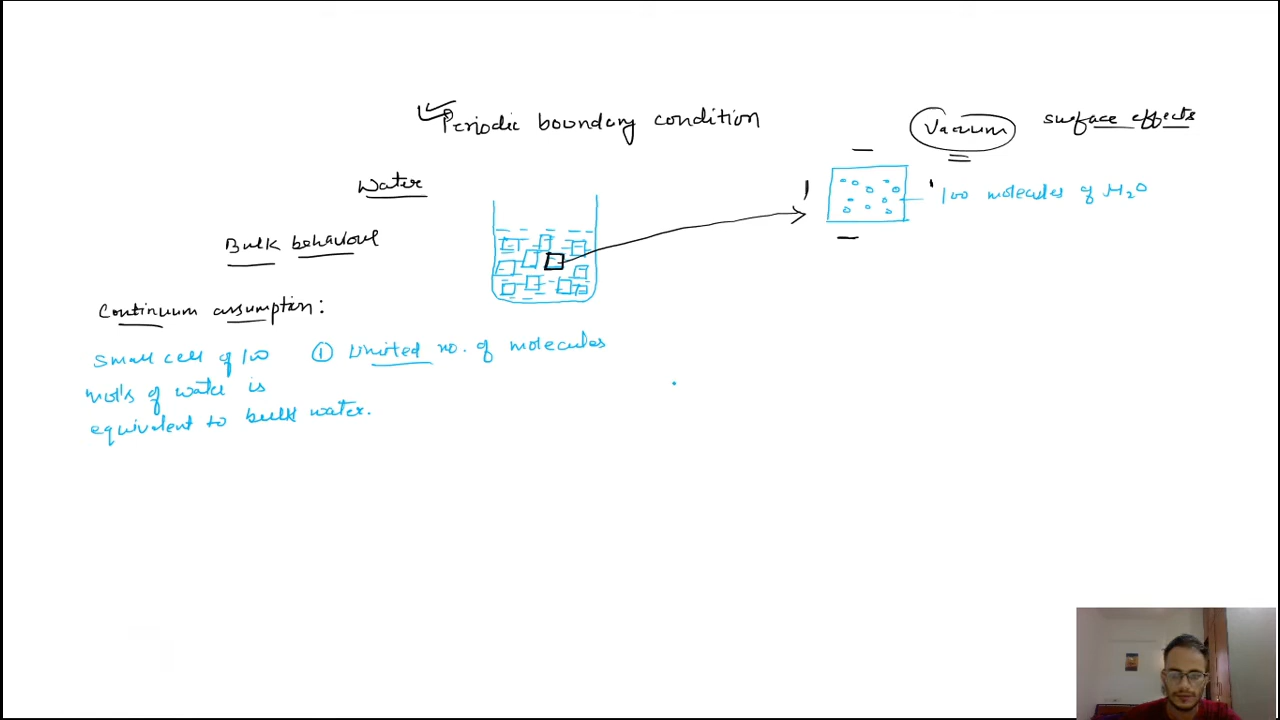 Periodic boundary condition
Vacuum
surface effects
Water
100 molecules of H2O
Bulk behaviour
Continuum assumption:
Small cell of 100
mol's of water is
equivalent to bulk water.
① Limited no. of molecules